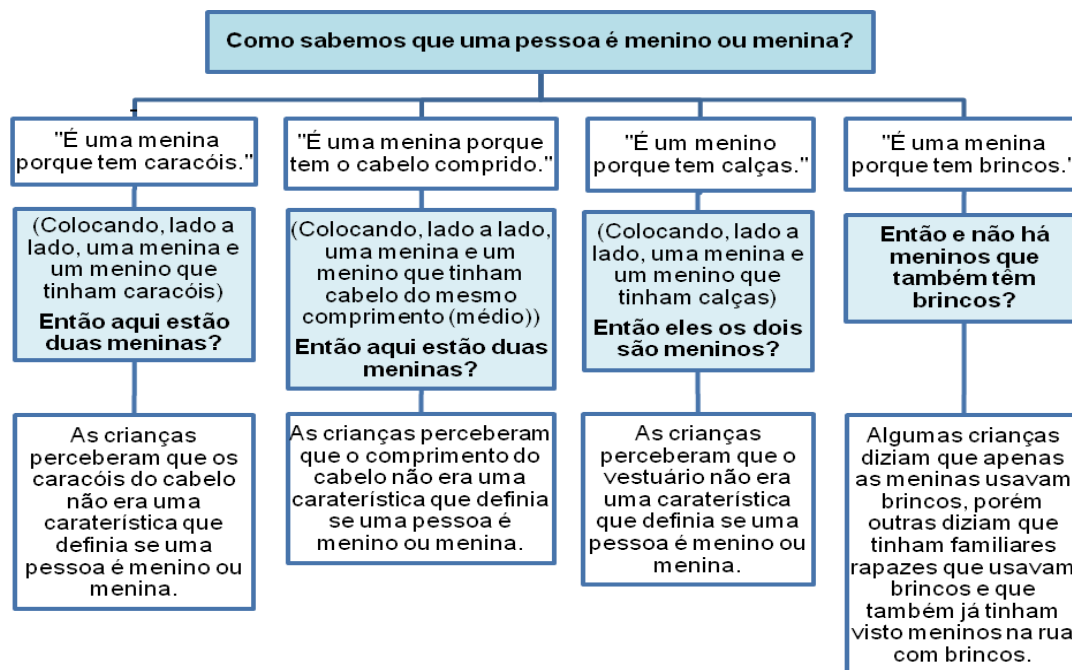 Como sabemos que uma pessoa é menino ou menina?
"É uma menina
porque tem caracóis."
(Colocando, lado a
lado, uma menina e
um menino que
tinham caracóis)
Então aqui estão
duas meninas?
As crianças
perceberam que os
caracóis do cabelo
não era uma
caraterística que
definia se uma
pessoa é menino ou
menina.
"É uma menina porque
tem o cabelo comprido."
(Colocando, lado a lado,
uma menina e um
menino que tinham
cabelo do mesmo
comprimento (médio))
Então aqui estão duas
meninas?
As crianças perceberam
que o comprimento do
cabelo não era uma
caraterística que definia
se uma pessoa é
menino ou menina.
"É um menino
porque tem calças."
(Colocando, lado a
lado, uma menina e
um menino que
tinham calças)
Então eles os dois
são meninos?
As crianças
perceberam que o
vestuário não era
uma caraterística
que definia se uma
pessoa é menino ou
menina.
"É uma menina
porque tem brincos."
Então e não há
meninos que
também têm
brincos?
Algumas crianças
diziam que apenas
as meninas usavam
brincos, porém
outras diziam que
tinham familiares
rapazes que usavam
brincos e que
também já tinham
visto meninos na rua
com brincos.